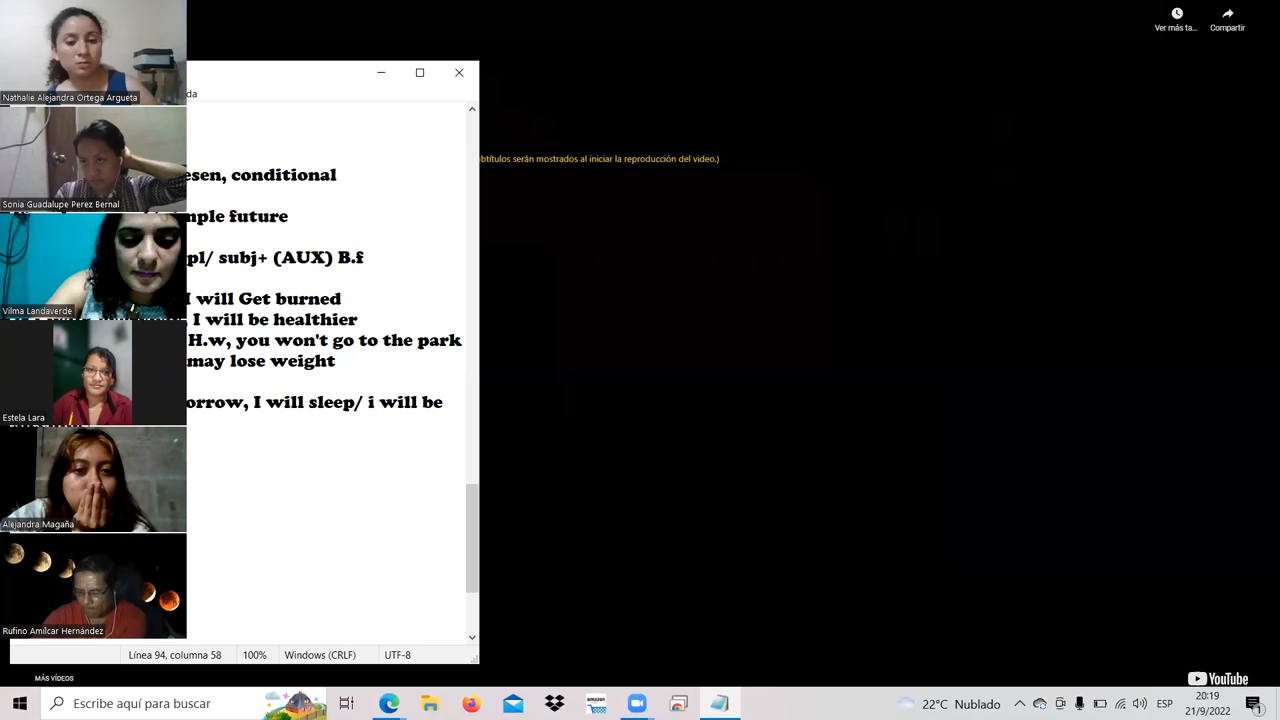 Ver más ta...
Compartir
Nathalie Alejandra Ortega Argueta
da
btítulos serán mostrados al iniciar la reproducción del video.)
esen, conditional
Sonia Guadalupe Perez Bernal
mple future
pl/ subj+ (AUX) B.f
I will Get burned
Vilma Landaverde
, I will be healthier
H.w, you won't go to the park
may lose weight
orrow, I will sleep/ i will be
Estela Lara
Alejandra Magaña
Rufino Amílcar Hernández
Línea 94, columna 58
100%
Windows (CRLF)
UTF-8
MÁS VÍDEOS
YouTube
Escribe aquí para buscar
amazon
22°C Nublado
ESP
20:19
21/9/2022
1